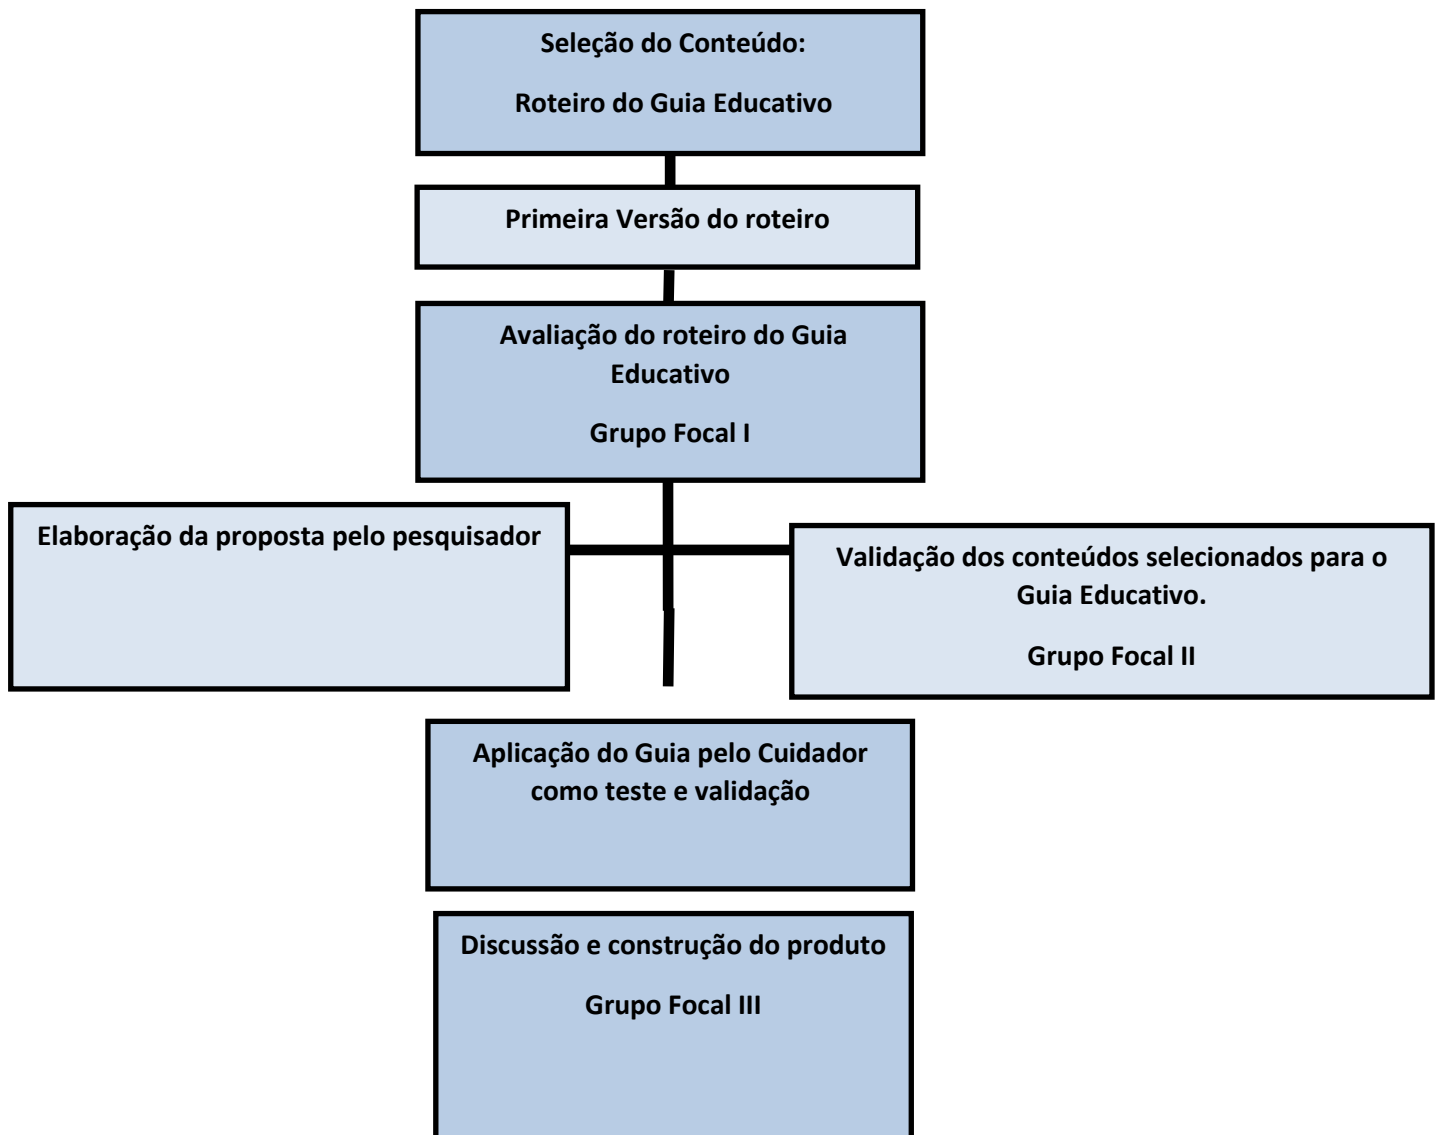 Seleção do Conteúdo:
Roteiro do Guia Educativo
Primeira Versão do roteiro
Avaliação do roteiro do Guia
Educativo
Grupo Focal I
Elaboração da proposta pelo pesquisador
Validação dos conteúdos selecionados para o
Guia Educativo.
Grupo Focal II
Aplicação do Guia pelo Cuidador
como teste e validação
Discussão e construção do produto
Grupo Focal III